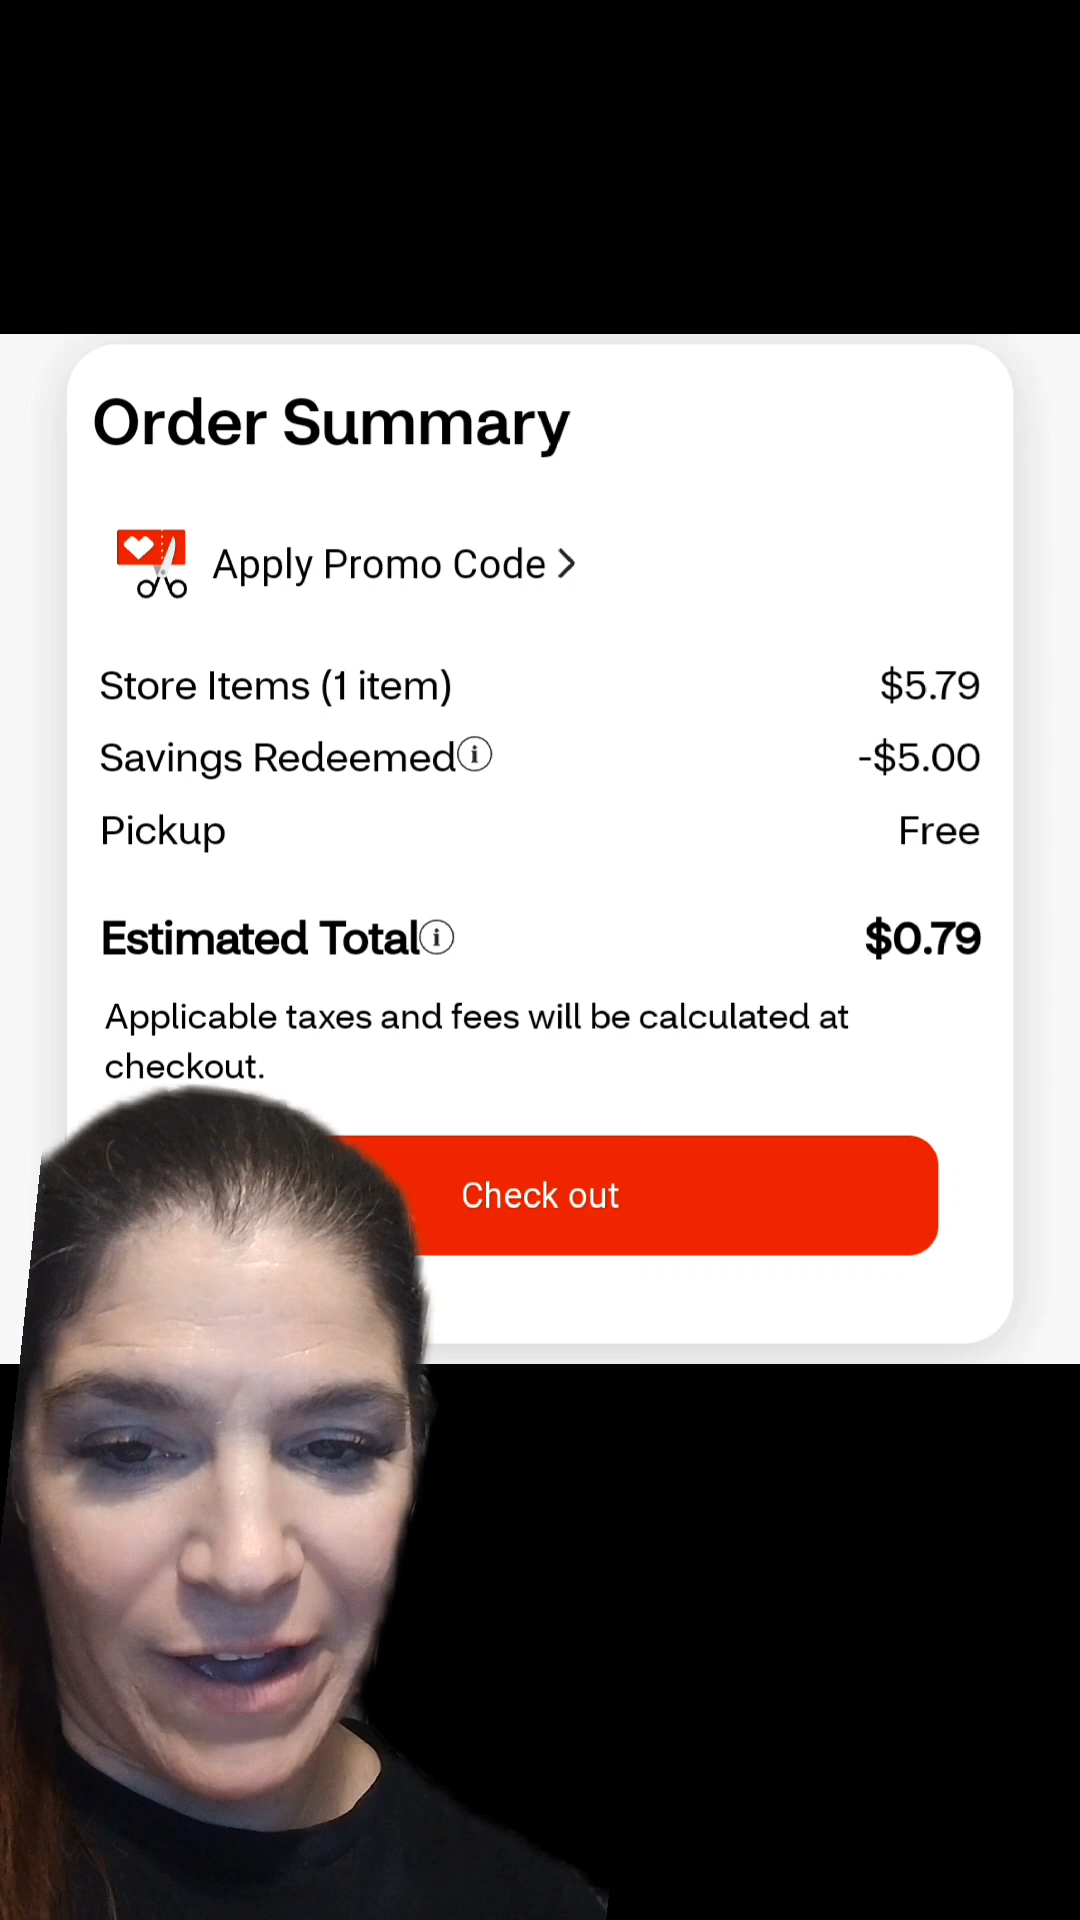 Order Summary
Apply Promo Code >
Store Items (1 item) $5.79
Savings Redeemed ⓘ -$5.00
Pickup Free
Estimated Total ⓘ $0.79
Applicable taxes and fees will be calculated at
checkout.
Check out